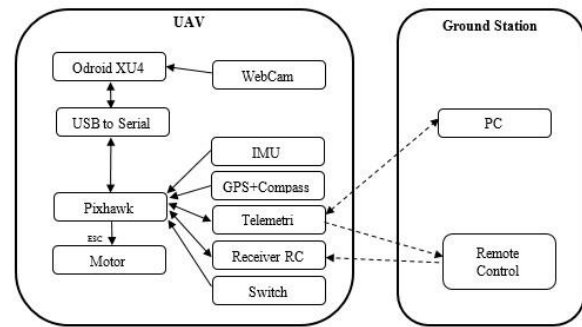 UAV
Ground Station
Odroid XU4
WebCam
USB to Serial
PC
IMU
GPS+Compass
Pixhawk
Telemetri
ESC
Receiver RC
Remote
Control
Motor
Switch